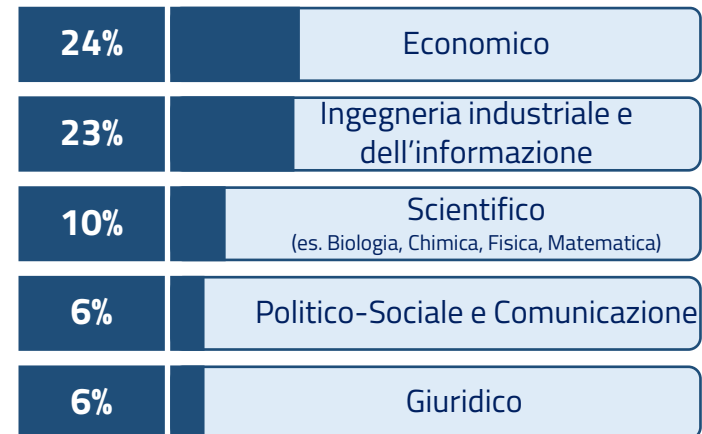 24%
Economico
23%
Ingegneria industriale e
dell’informazione
10%
Scientifico
(es. Biologia, Chimica, Fisica, Matematica)
6%
Politico-Sociale e Comunicazione
6%
Giuridico